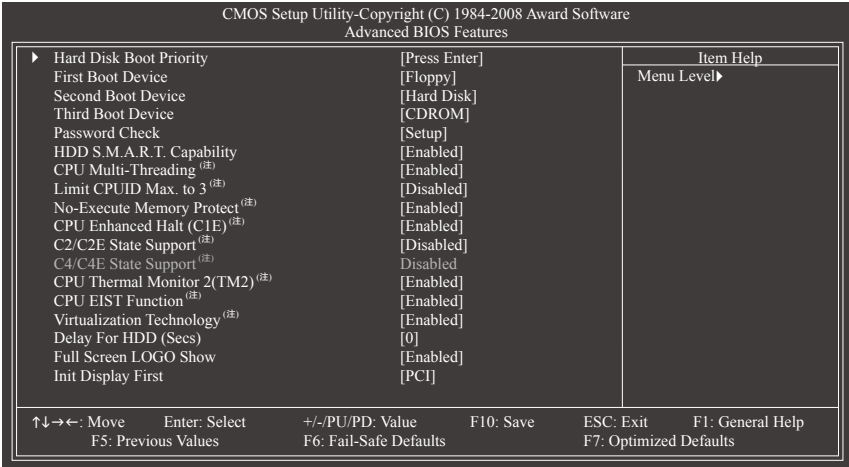 CMOS Setup Utility-Copyright (C) 1984-2008 Award Software
Advanced BIOS Features
Hard Disk Boot Priority [Press Enter] Item Help
First Boot Device [Floppy] Menu Level
Second Boot Device [Hard Disk]
Third Boot Device [CDROM]
Password Check [Setup]
HDD S.M.A.R.T. Capability [Enabled]
CPU Multi-Threading (注) [Enabled]
Limit CPUID Max. to 3 (注) [Disabled]
No-Execute Memory Protect (注) [Enabled]
CPU Enhanced Halt (C1E) (注) [Enabled]
C2/C2E State Support (注) [Disabled]
C4/C4E State Support (注) Disabled
CPU Thermal Monitor 2(TM2) (注) [Enabled]
CPU EIST Function (注) [Enabled]
Virtualization Technology (注) [Enabled]
Delay For HDD (Secs) [0]
Full Screen LOGO Show [Enabled]
Init Display First [PCI]
↑↓→←: Move Enter: Select +/-/PU/PD: Value F10: Save ESC: Exit F1: General Help
F5: Previous Values F6: Fail-Safe Defaults F7: Optimized Defaults